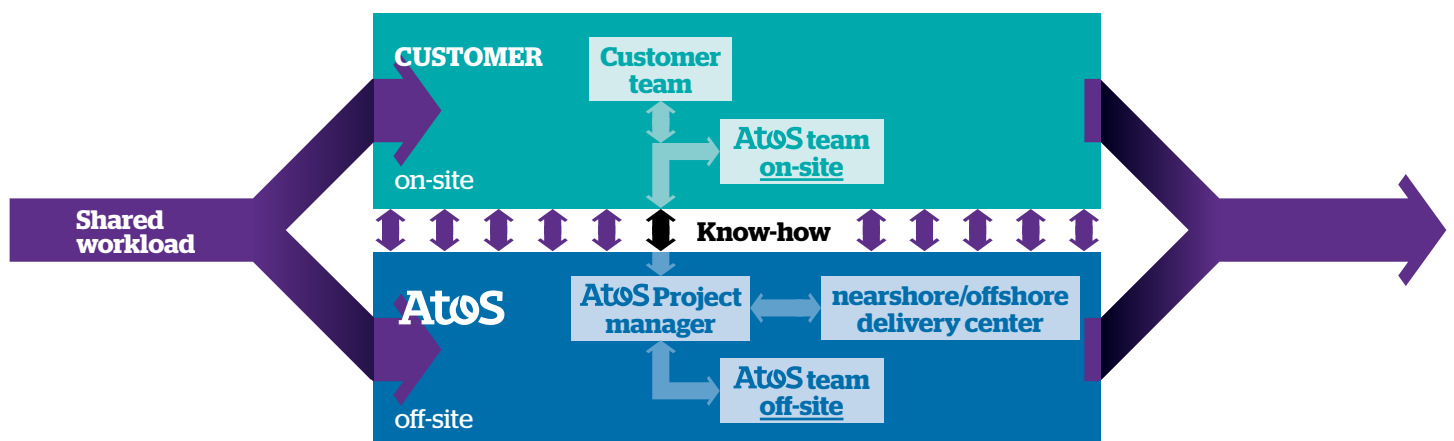 CUSTOMER
Customer
team
AtoS team
on-site
on-site
Shared
workload
Know-how
AtoS
AtoS Project
manager
nearshore/offshore
delivery center
AtoS team
off-site
off-site